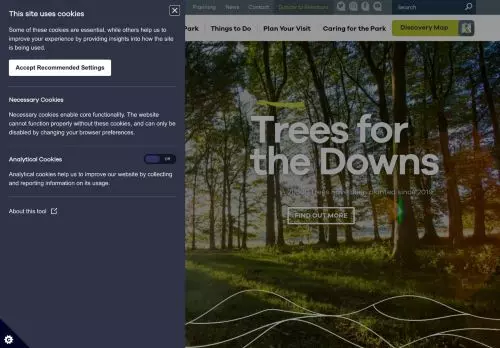 This site uses cookies
Some of these cookies are essential, while others help us to
improve your experience by providing insights into how the site
is being used.
Accept Recommended Settings
Necessary Cookies
Necessary cookies enable core functionality. The website
cannot function properly without these cookies, and can only be
disabled by changing your browser preferences.
Analytical Cookies
Off
Analytical cookies help us to improve our website by collecting
and reporting information on its usage.
About this tool
Planning News Contact Donate to Reinature Search
Park Things to Do Plan Your Visit Caring for the Park Discovery Map
Trees for
the Downs
trees have been planted since 2019
FIND OUT MORE